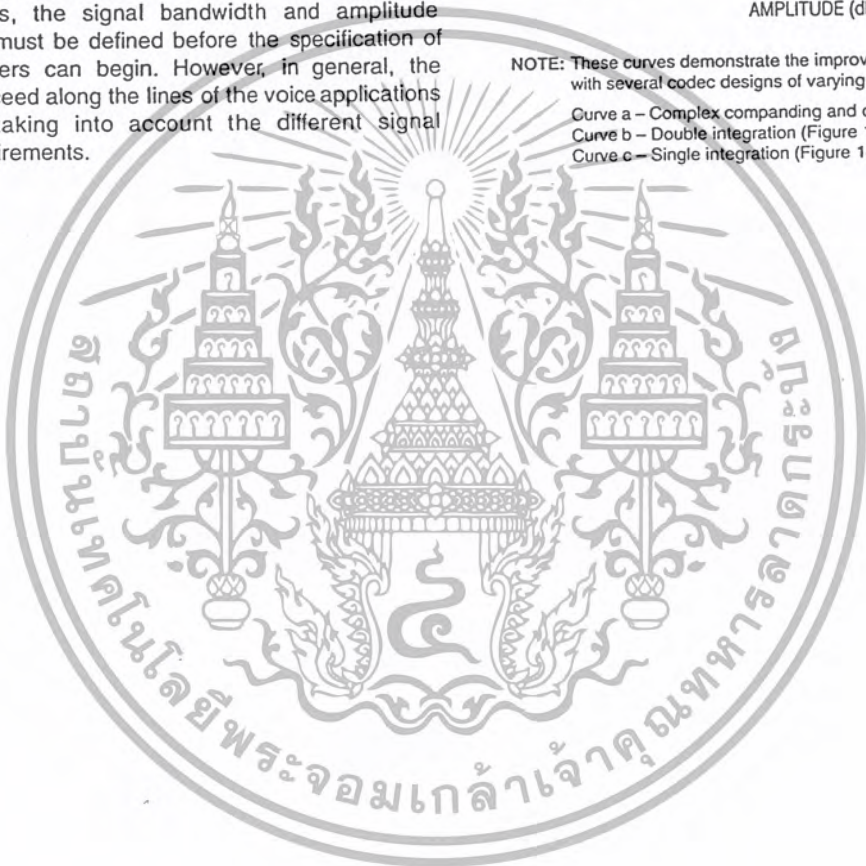 s, the signal bandwidth and amplitude
must be defined before the specification of
ers can begin. However, in general, the
eed along the lines of the voice applications
aking into account the different signal
irements.
AMPLITUDE (d
NOTE: These curves demonstrate the improv
with several codec designs of varying
Curve a – Complex companding and
Curve b – Double integration (Figure 1
Curve c – Single integration (Figure 1
สถาบันเทคโนโลยีพระจอมเกล้าเจ้าคุณทหารลาดกระบัง